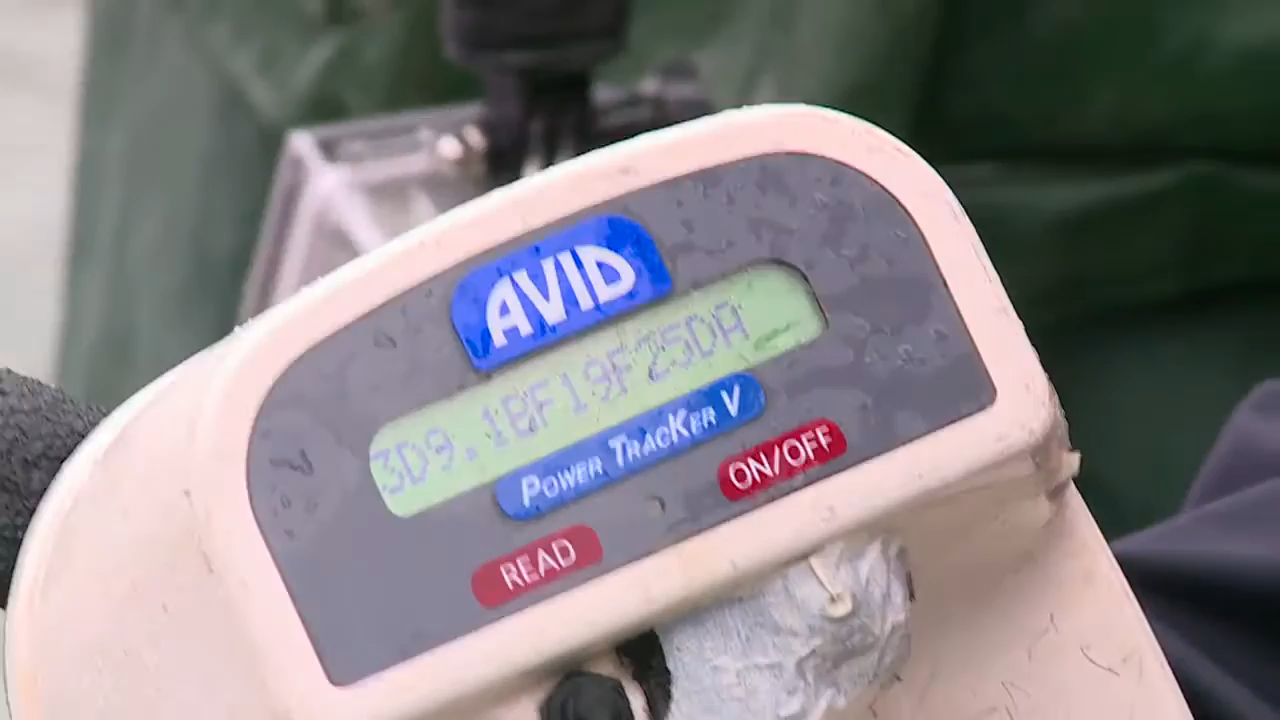 AVID
3D9.1BF19F25DA
POWER TRACKER V
ON/OFF
READ